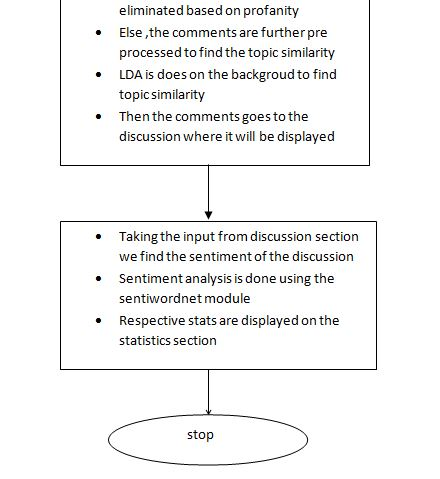 eliminated based on profanity
• Else ,the comments are further pre
processed to find the topic similarity
• LDA is does on the backgroud to find
topic similarity
• Then the comments goes to the
discussion where it will be displayed
• Taking the input from discussion section
we find the sentiment of the discussion
• Sentiment analysis is done using the
sentiwordnet module
• Respective stats are displayed on the
statistics section
stop